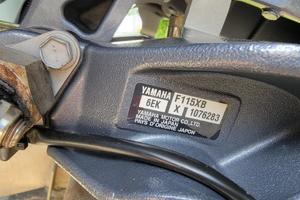 YAMAHA F115XB
6EK X 1076283
YAMAHA MOTOR CO.,LTD.
MADE IN JAPAN
PAYS D'ORIGINE JAPON